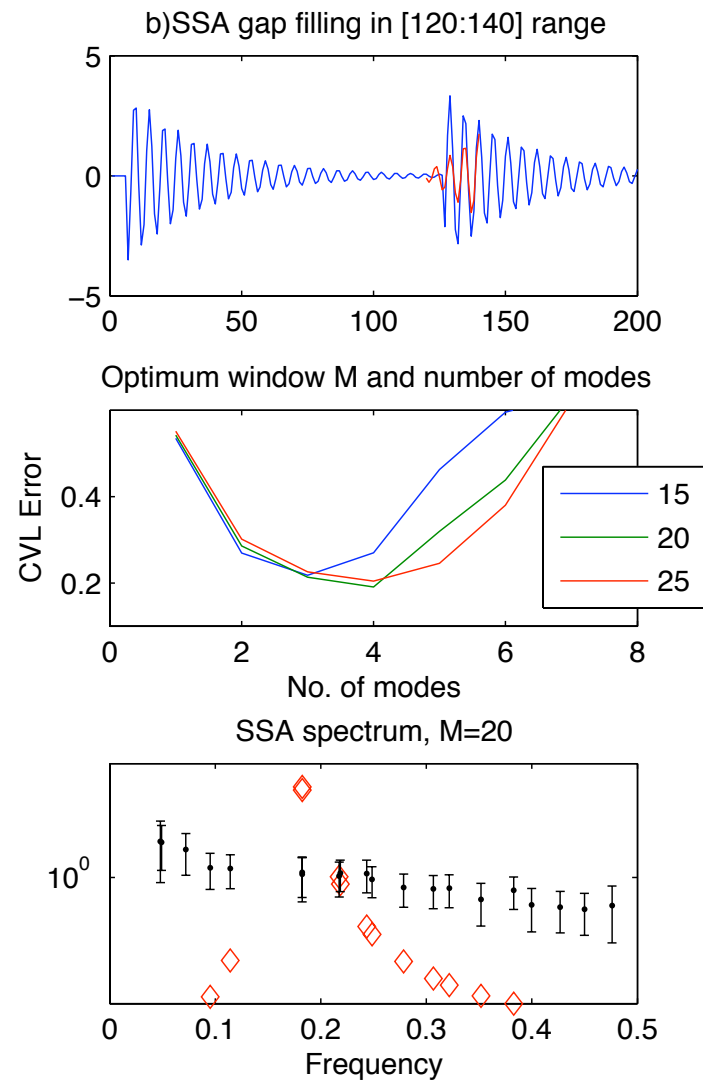 b)SSA gap filling in [120:140] range
5
0
−5
0 50 100 150 200
Optimum window M and number of modes
CVL Error
0.4
0.2
15
20
25
0 2 4 6 8
No. of modes
SSA spectrum, M=20
10^0
0 0.1 0.2 0.3 0.4 0.5
Frequency